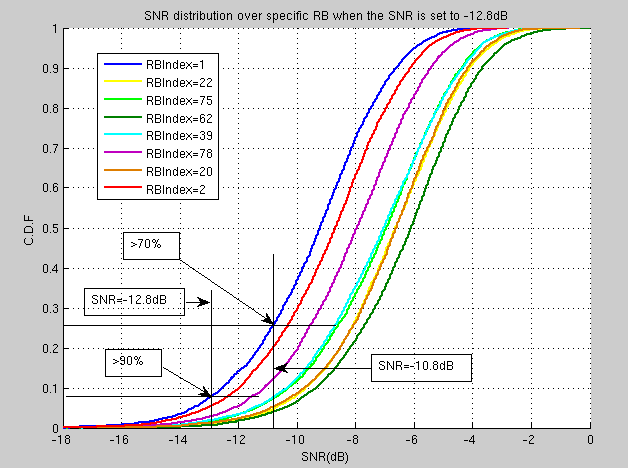 SNR distribution over specific RB when the SNR is set to -12.8dB
1
0.9
0.8
0.7
0.6
0.5
0.4
0.3
0.2
0.1
0
C.D.F
RBIndex=1
RBIndex=22
RBIndex=75
RBIndex=62
RBIndex=39
RBIndex=78
RBIndex=20
RBIndex=2
>70%
SNR=-12.8dB
>90%
SNR=-10.8dB
-18 -16 -14 -12 -10 -8 -6 -4 -2 0
SNR(dB)